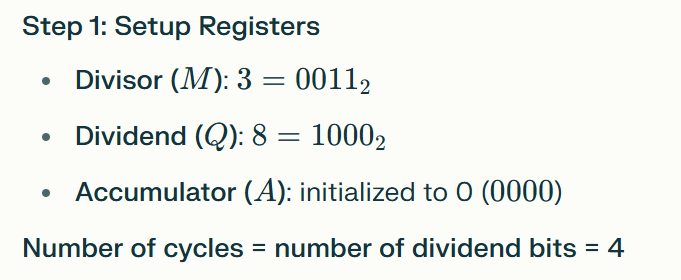 Step 1: Setup Registers
• Divisor (M): 3 = 0011₂
• Dividend (Q): 8 = 1000₂
• Accumulator (A): initialized to 0 (0000)
Number of cycles = number of dividend bits = 4